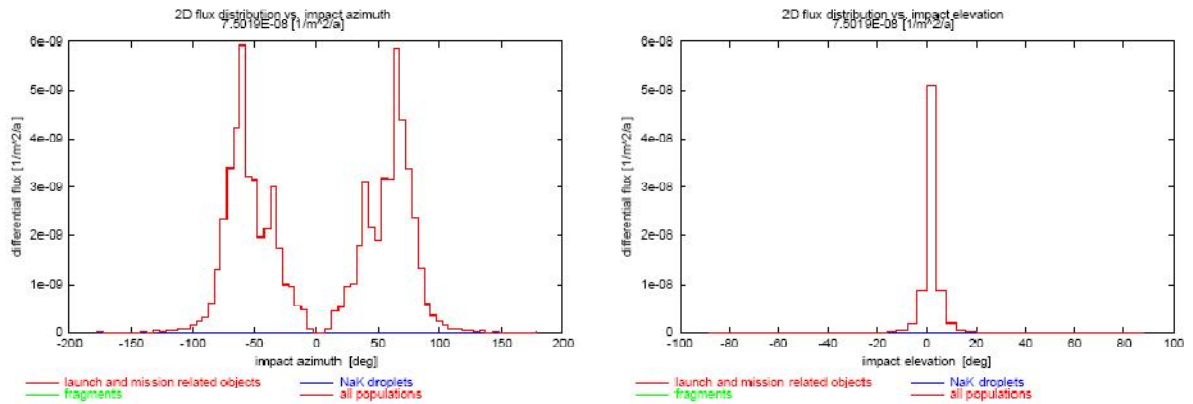 2D flux distribution vs. impact azimuth
7.5019E-08 [1/m^2/a]
6e-09
5e-09
4e-09
3e-09
2e-09
1e-09
0
differential flux [1/m^2/a]
-200 -150 -100 -50 0 50 100 150 200
impact azimuth [deg]
launch and mission related objects
NaK droplets
fragments
all populations
2D flux distribution vs. impact elevation
7.5019E-08 [1/m^2/a]
6e-08
5e-08
4e-08
3e-08
2e-08
1e-08
0
differential flux [1/m^2/a]
-100 -80 -60 -40 -20 0 20 40 60 80 100
impact elevation [deg]
launch and mission related objects
NaK droplets
fragments
all populations